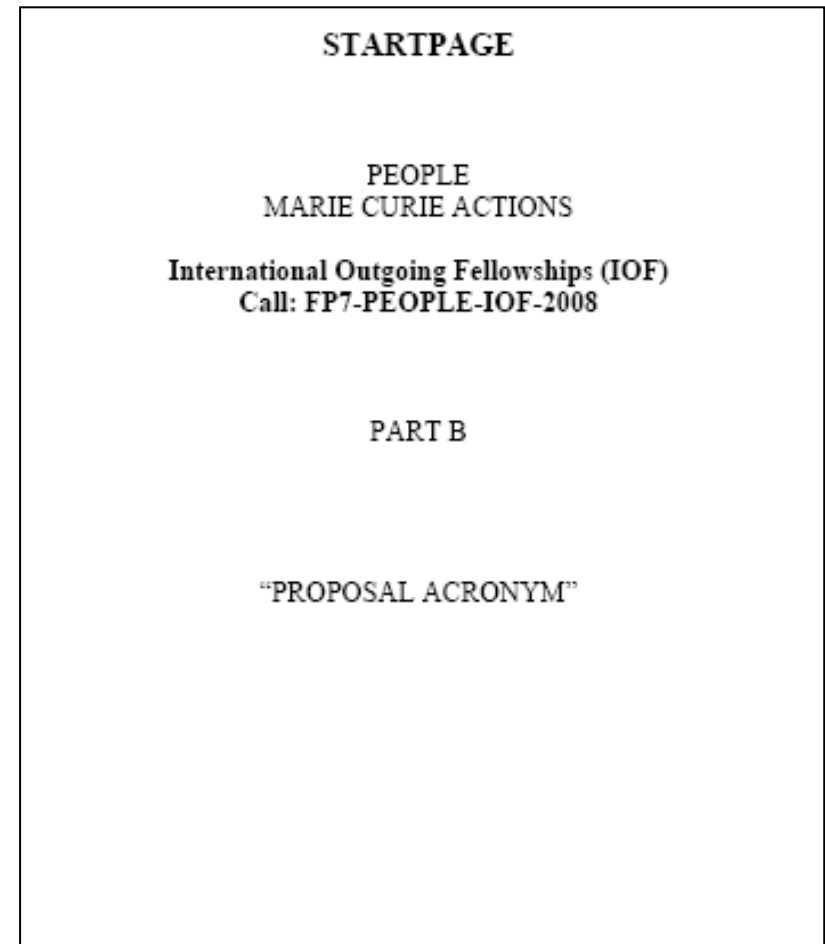 STARTPAGE
PEOPLE
MARIE CURIE ACTIONS
International Outgoing Fellowships (IOF)
Call: FP7-PEOPLE-IOF-2008
PART B
“PROPOSAL ACRONYM”